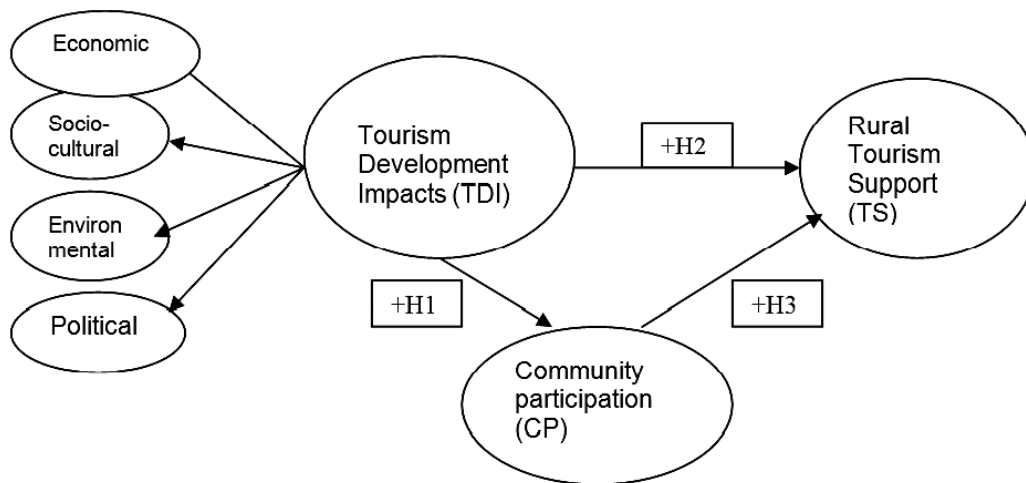 Economic
Socio-
cultural
Environ
mental
Political
Tourism
Development
Impacts (TDI)
+H2
Rural
Tourism
Support
(TS)
+H1
+H3
Community
participation
(CP)